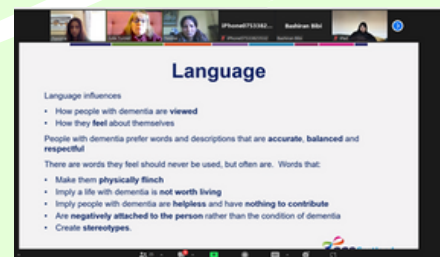 iPhone0753382...
Bashiran Bibi
Bashiran Bibi
Language
Language influences
• How people with dementia are viewed
• How they feel about themselves
People with dementia prefer words and descriptions that are accurate, balanced and
respectful
There are words they feel should never be used, but often are. Words that:
• Make them physically flinch
• Imply a life with dementia is not worth living
• Imply people with dementia are helpless and have nothing to contribute
• Are negatively attached to the person rather than the condition of dementia
• Create stereotypes.